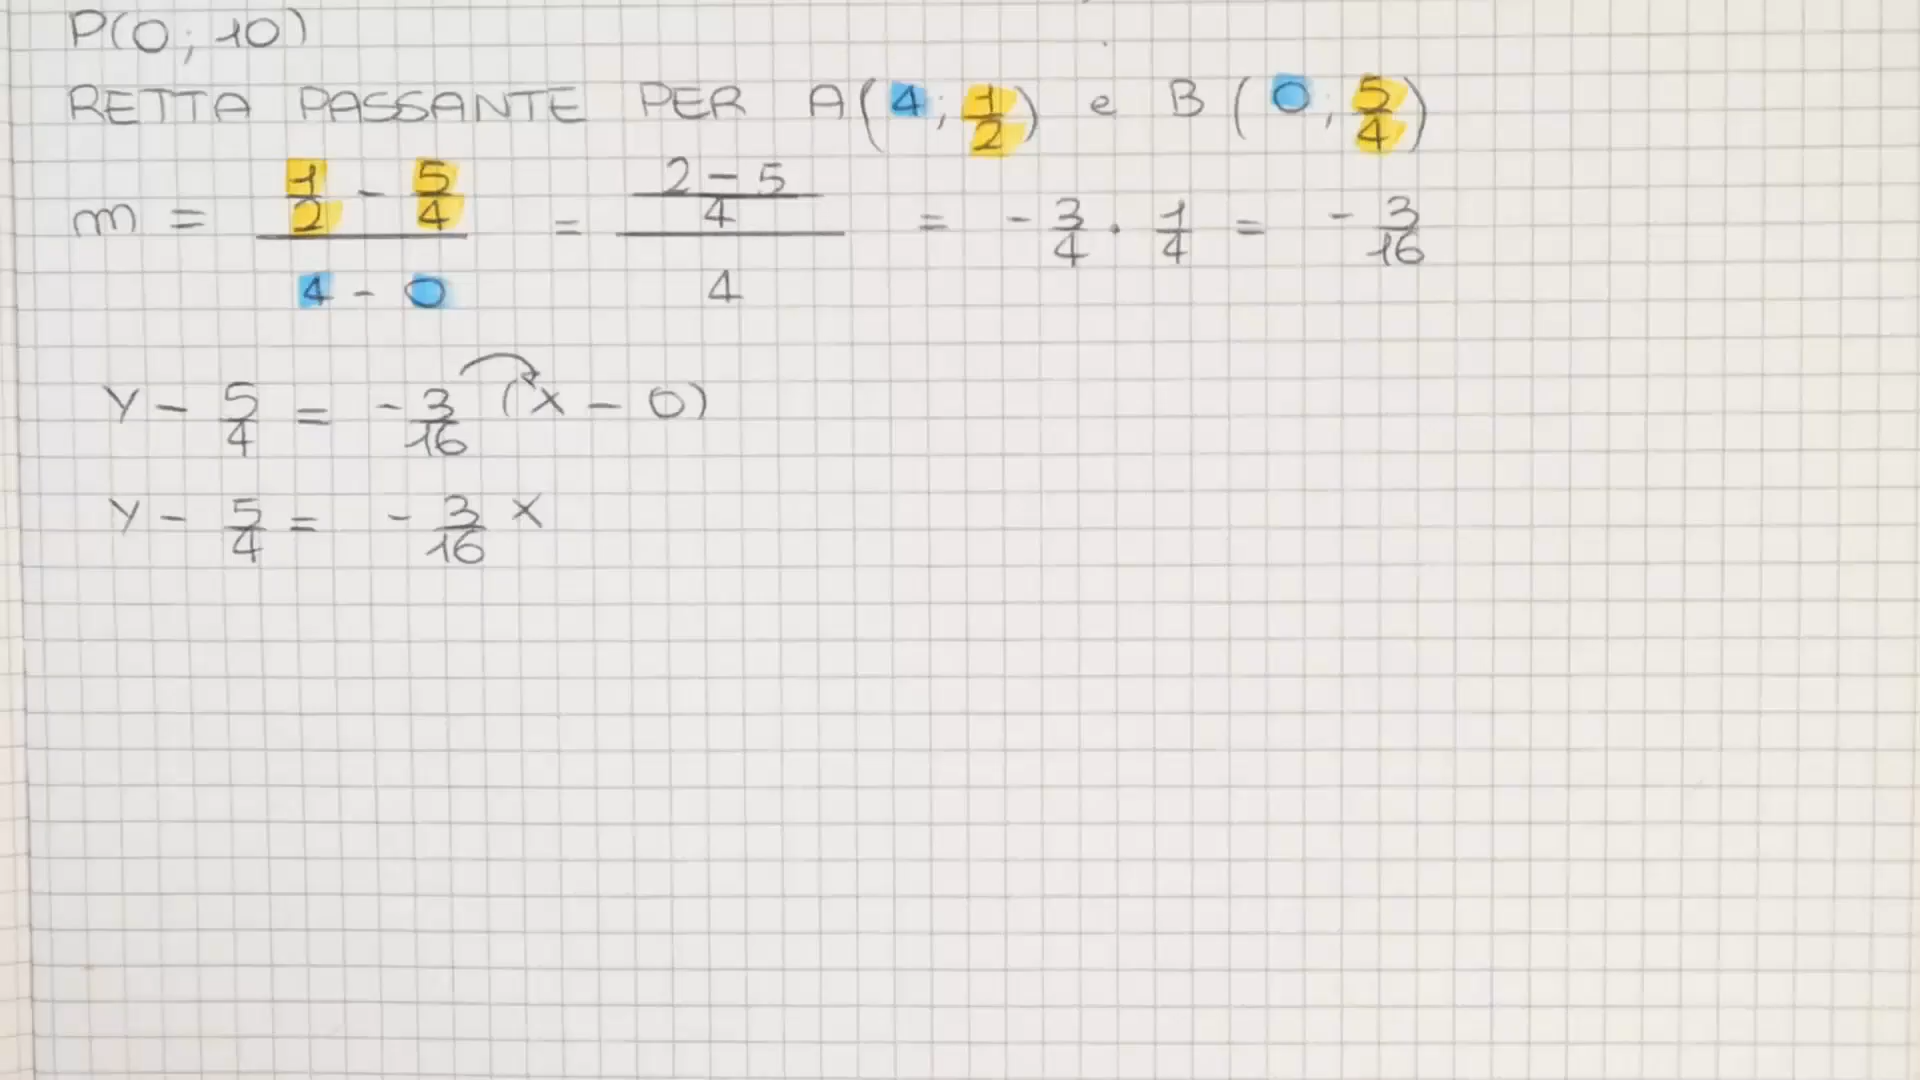 P(0; 10)
RETTA PASSANTE PER A(4; 1/2) e B(0; 5/4)
m = (1/2 - 5/4)/(4 - 0) = ((2 - 5)/4)/4 = - 3/4 · 1/4 = - 3/16
Y - 5/4 = - 3/16 (x - 0)
Y - 5/4 = - 3/16 x